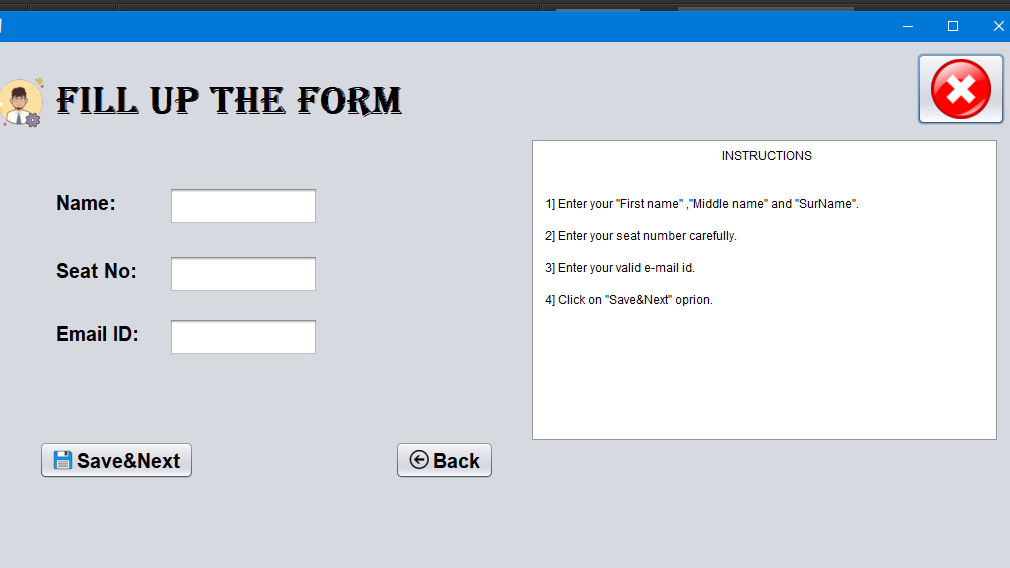 FILL UP THE FORM
INSTRUCTIONS
Name:
1] Enter your "First name" ,"Middle name" and "SurName".
2] Enter your seat number carefully.
Seat No:
3] Enter your valid e-mail id.
4] Click on "Save&Next" oprion.
Email ID:
Save&Next
Back